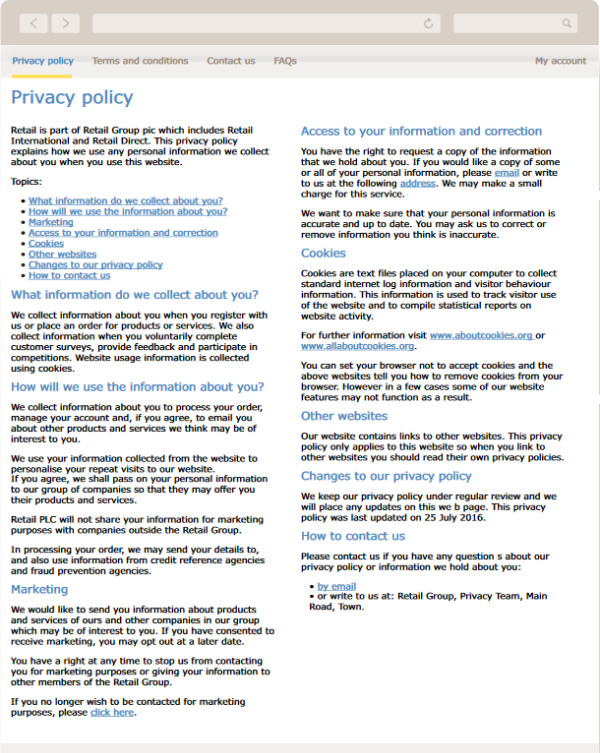 Privacy policy
Terms and conditions
Contact us
FAQs
My account
Privacy policy
Retail is part of Retail Group plc which includes Retail
International and Retail Direct. This privacy policy
explains how we use any personal information we collect
about you when you use this website.
Topics:
• What information do we collect about you?
• How will we use the information about you?
• Marketing
• Access to your information and correction
• Cookies
• Other websites
• Changes to our privacy policy
• How to contact us
What information do we collect about you?
We collect information about you when you register with
us or place an order for products or services. We also
collect information when you voluntarily complete
customer surveys, provide feedback and participate in
competitions. Website usage information is collected
using cookies.
How will we use the information about you?
We collect information about you to process your order,
manage your account and, if you agree, to email you
about other products and services we think may be of
interest to you.
We use your information collected from the website to
personalise your repeat visits to our website.
If you agree, we shall pass on your personal information
to our group of companies so that they may offer you
their products and services.
Retail PLC will not share your information for marketing
purposes with companies outside the Retail Group.
In processing your order, we may send your details to,
and also use information from credit reference agencies
and fraud prevention agencies.
Marketing
We would like to send you information about products
and services of ours and other companies in our group
which may be of interest to you. If you have consented to
receive marketing, you may opt out at a later date.
You have a right at any time to stop us from contacting
you for marketing purposes or giving your information to
other members of the Retail Group.
If you no longer wish to be contacted for marketing
purposes, please click here.
Access to your information and correction
You have the right to request a copy of the information
that we hold about you. If you would like a copy of some
or all of your personal information, please email or write
to us at the following address. We may make a small
charge for this service.
We want to make sure that your personal information is
accurate and up to date. You may ask us to correct or
remove information you think is inaccurate.
Cookies
Cookies are text files placed on your computer to collect
standard internet log information and visitor behaviour
information. This information is used to track visitor use
of the website and to compile statistical reports on
website activity.
For further information visit www.aboutcookies.org or
www.allaboutcookies.org.
You can set your browser not to accept cookies and the
above websites tell you how to remove cookies from your
browser. However in a few cases some of our website
features may not function as a result.
Other websites
Our website contains links to other websites. This privacy
policy only applies to this website so when you link to
other websites you should read their own privacy policies.
Changes to our privacy policy
We keep our privacy policy under regular review and we
will place any updates on this we b page. This privacy
policy was last updated on 25 July 2016.
How to contact us
Please contact us if you have any question s about our
privacy policy or information we hold about you:
• by email
• or write to us at: Retail Group, Privacy Team, Main
Road, Town.